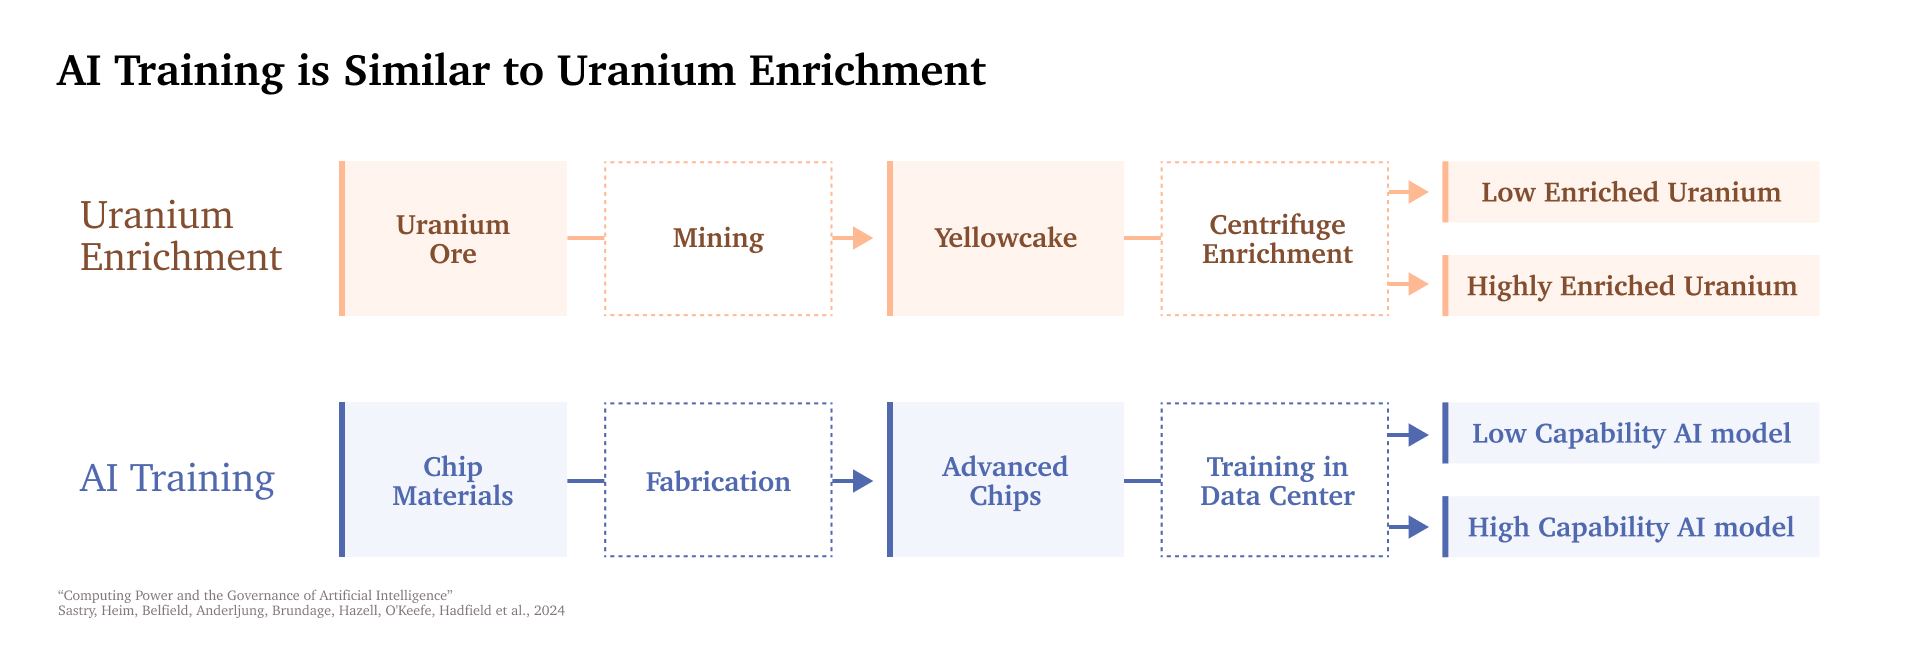 AI Training is Similar to Uranium Enrichment
Uranium
Enrichment
Uranium
Ore
Mining
Yellowcake
Centrifuge
Enrichment
Low Enriched Uranium
Highly Enriched Uranium
AI Training
Chip
Materials
Fabrication
Advanced
Chips
Training in
Data Center
Low Capability AI model
High Capability AI model
“Computing Power and the Governance of Artificial Intelligence”
Sastry, Heim, Belfield, Anderljung, Brundage, Hazell, O'Keefe, Hadfield et al., 2024